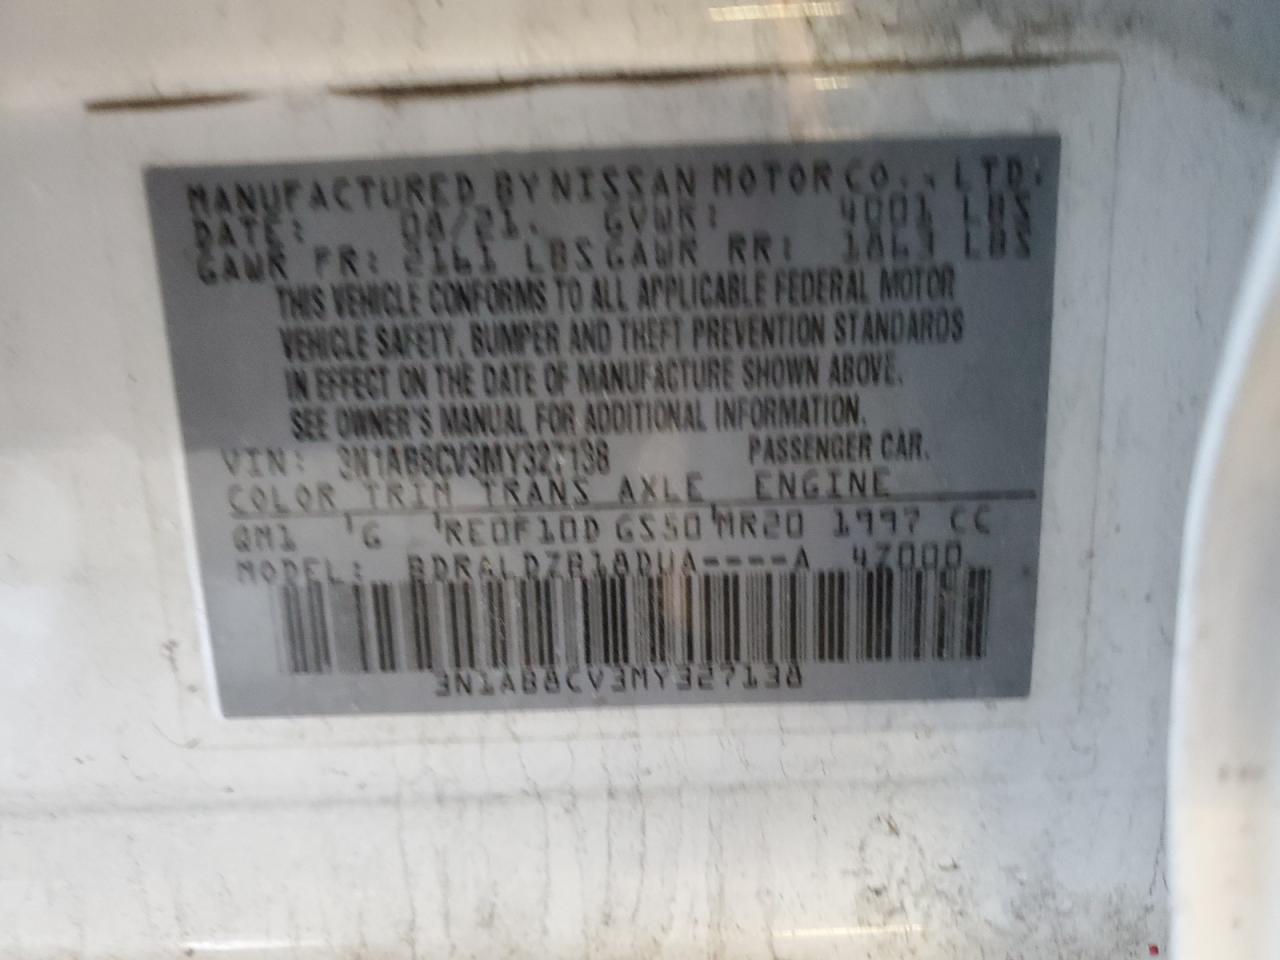 MANUFACTURED BY NISSAN MOTOR CO., LTD.
DATE: 08/21. GVWR: 4001 LBS
GAWR FR: 2161 LBS GAWR RR: 1863 LBS
THIS VEHICLE CONFORMS TO ALL APPLICABLE FEDERAL MOTOR
VEHICLE SAFETY, BUMPER AND THEFT PREVENTION STANDARDS
IN EFFECT ON THE DATE OF MANUFACTURE SHOWN ABOVE.
SEE OWNER'S MANUAL FOR ADDITIONAL INFORMATION.
VIN: 3N1AB8CV3MY327138 PASSENGER CAR.
COLOR TRIM TRANS AXLE ENGINE
QM1 G RE0F10D GS50 MR20 1997 CC
MODEL: BDRALDZB18DUA----A 4Z000
3N1AB8CV3MY327138